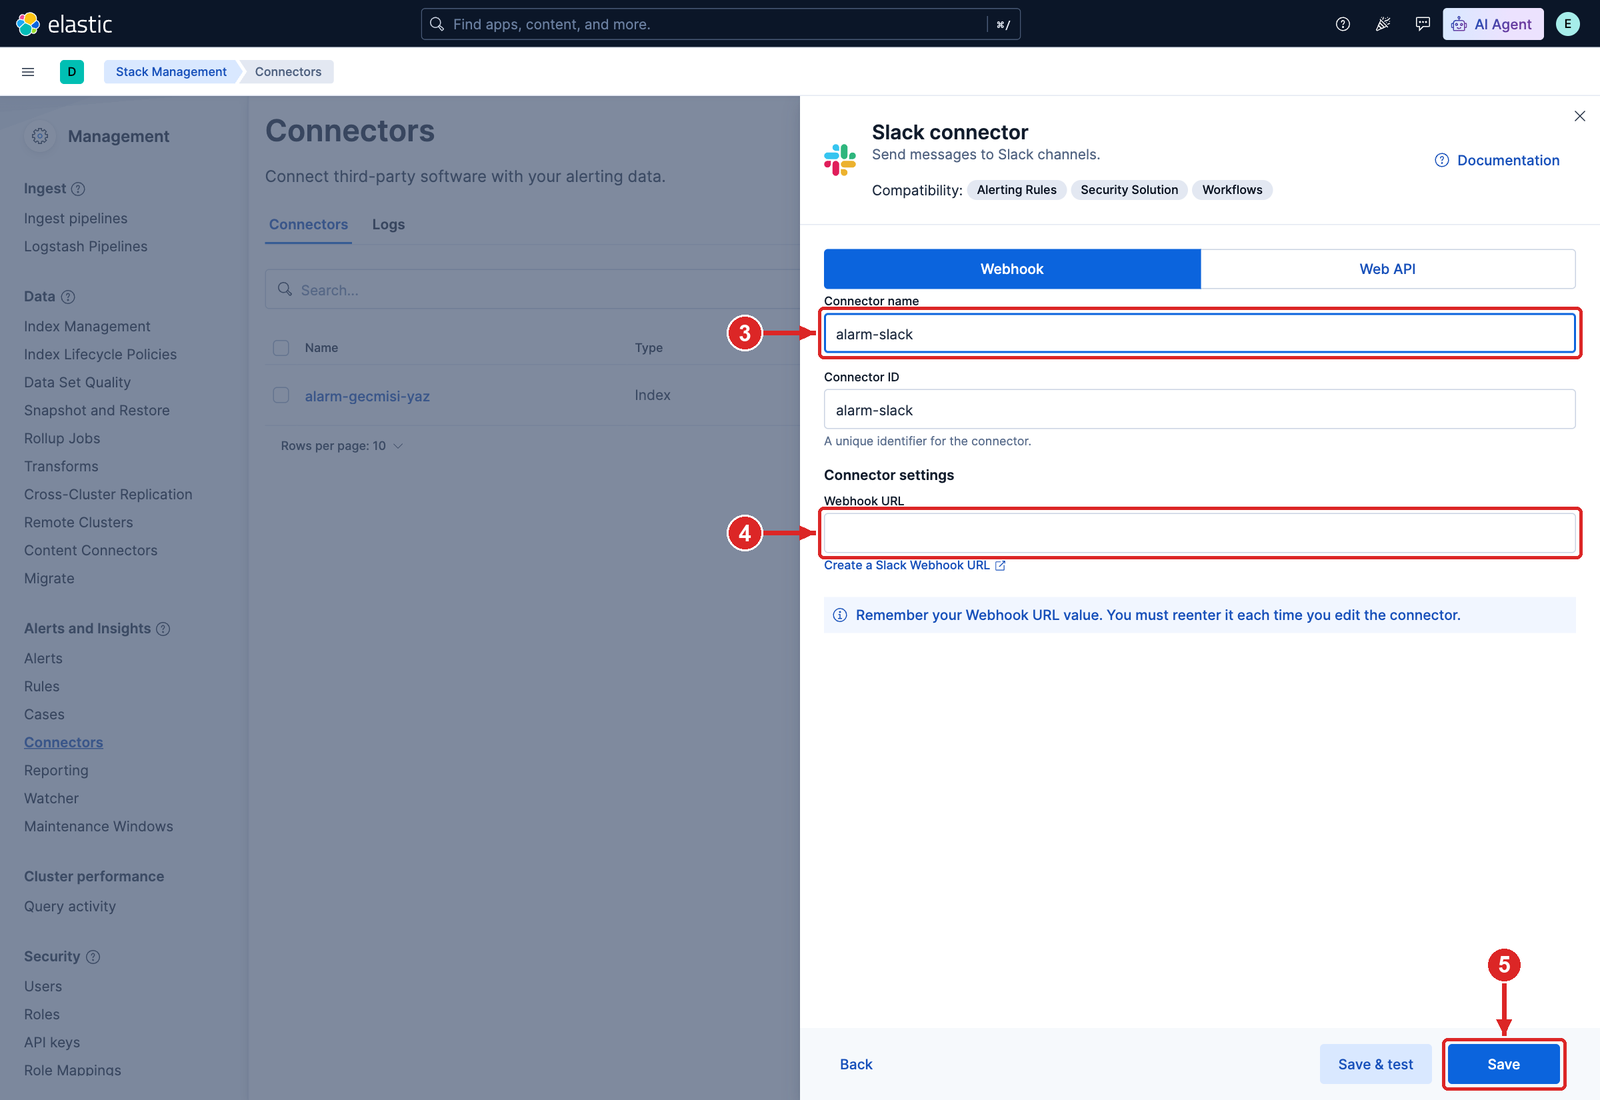 elastic
Find apps, content, and more.
⌘/
AI Agent
E
D
Stack Management
Connectors
Management
Ingest
Ingest pipelines
Logstash Pipelines
Data
Index Management
Index Lifecycle Policies
Data Set Quality
Snapshot and Restore
Rollup Jobs
Transforms
Cross-Cluster Replication
Remote Clusters
Content Connectors
Migrate
Alerts and Insights
Alerts
Rules
Cases
Connectors
Reporting
Watcher
Maintenance Windows
Cluster performance
Query activity
Security
Users
Roles
API keys
Role Mappings
Connectors
Connect third-party software with your alerting data.
Connectors
Logs
Search...
Name
Type
alarm-gecmisi-yaz
Index
Rows per page: 10
Slack connector
Send messages to Slack channels.
Compatibility: Alerting Rules Security Solution Workflows
Documentation
Webhook
Web API
Connector name
3
alarm-slack
Connector ID
alarm-slack
A unique identifier for the connector.
Connector settings
Webhook URL
4
Create a Slack Webhook URL
Remember your Webhook URL value. You must reenter it each time you edit the connector.
5
Back
Save & test
Save